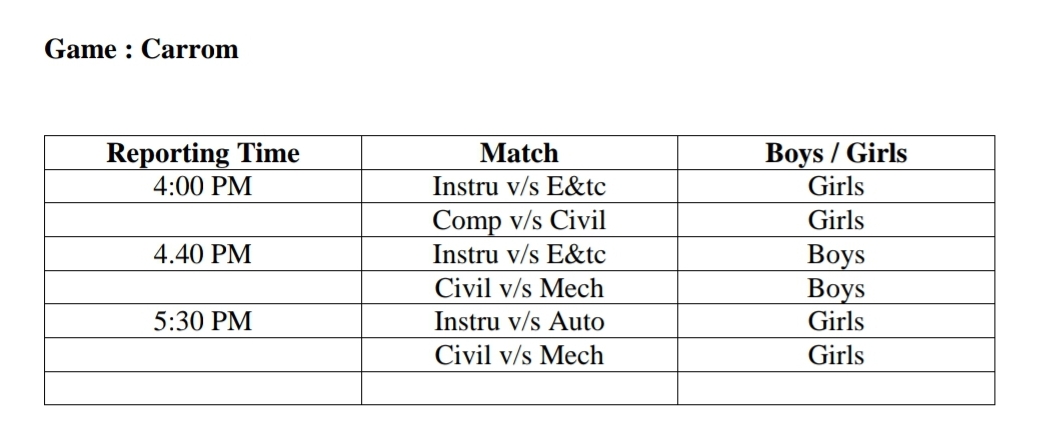 Game : Carrom
Reporting Time Match Boys / Girls
4:00 PM Instru v/s E&tc Girls
Comp v/s Civil Girls
4.40 PM Instru v/s E&tc Boys
Civil v/s Mech Boys
5:30 PM Instru v/s Auto Girls
Civil v/s Mech Girls